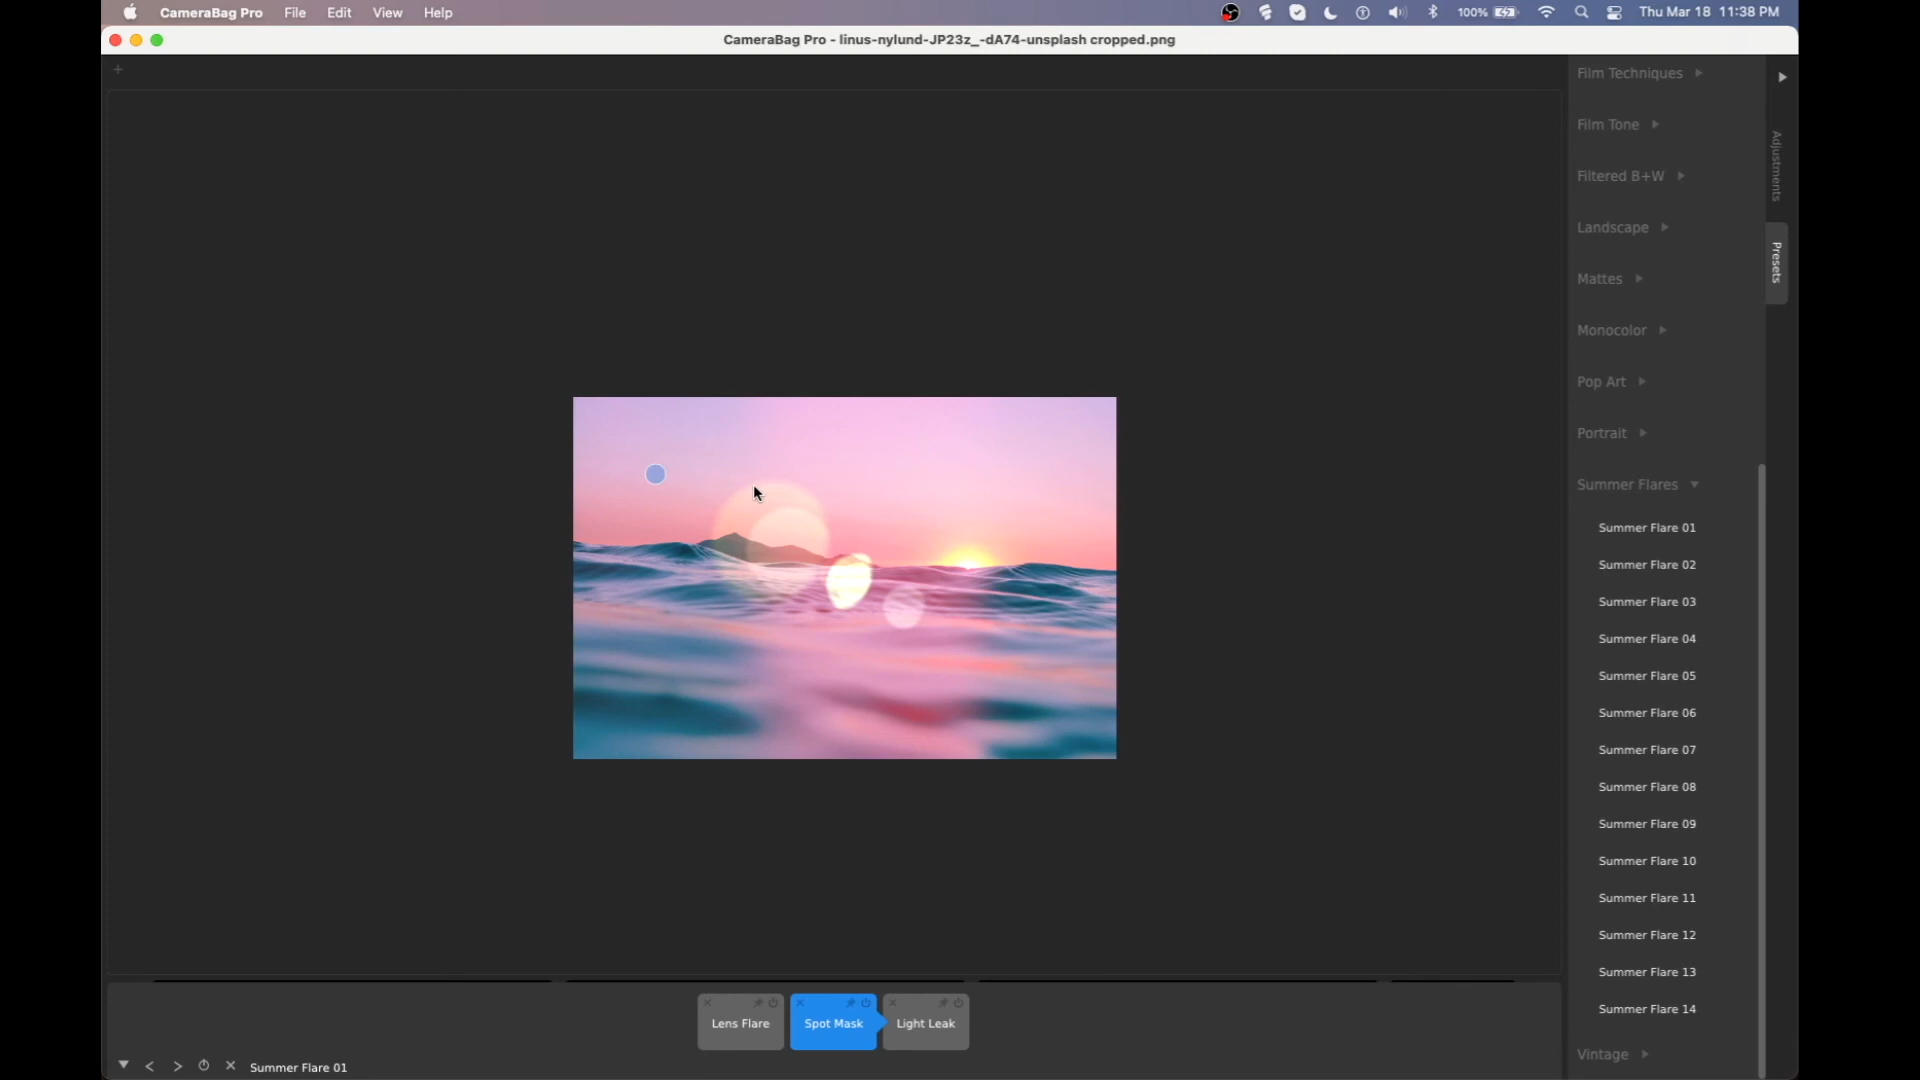 CameraBag Pro File Edit View Help 100% Thu Mar 18 11:38 PM
CameraBag Pro - linus-nylund-JP23z_-dA74-unsplash cropped.png
+
Film Techniques
Film Tone
Filtered B+W
Landscape
Mattes
Monocolor
Pop Art
Portrait
Summer Flares
Summer Flare 01
Summer Flare 02
Summer Flare 03
Summer Flare 04
Summer Flare 05
Summer Flare 06
Summer Flare 07
Summer Flare 08
Summer Flare 09
Summer Flare 10
Summer Flare 11
Summer Flare 12
Summer Flare 13
Summer Flare 14
Vintage
Adjustments
Presets
Lens Flare Spot Mask Light Leak
Summer Flare 01